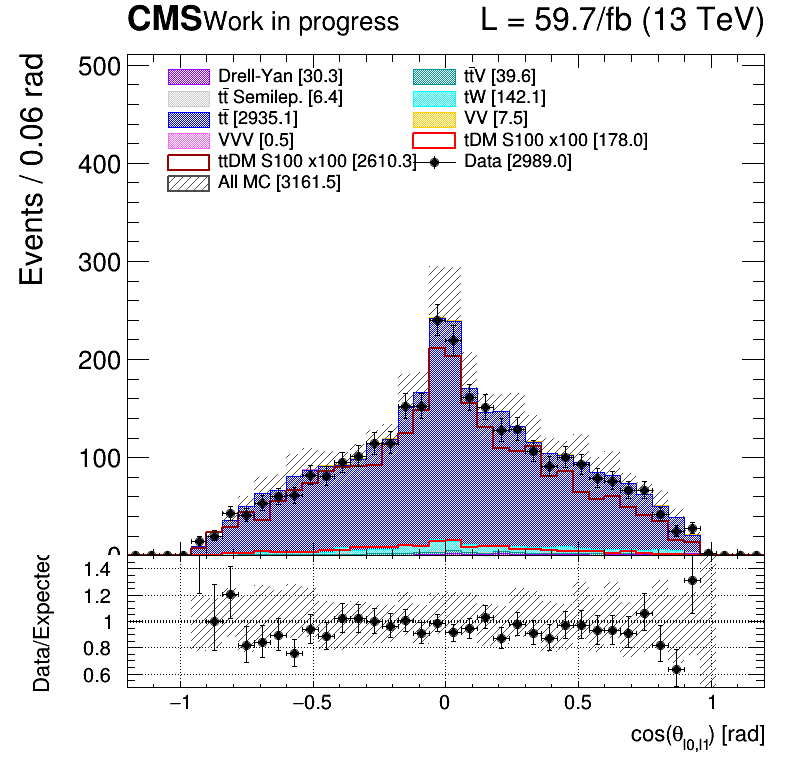 CMS Work in progress L = 59.7/fb (13 TeV)
Events / 0.06 rad
500
400
300
200
100
0
Drell-Yan [30.3] tt̄V [39.6]
tt̄ Semilep. [6.4] tW [142.1]
tt̄ [2935.1] VV [7.5]
VVV [0.5] tDM S100 x100 [178.0]
ttDM S100 x100 [2610.3] Data [2989.0]
All MC [3161.5]
Data/Expected
1.4
1.2
1
0.8
0.6
−1 −0.5 0 0.5 1
cos(θl0,l1) [rad]